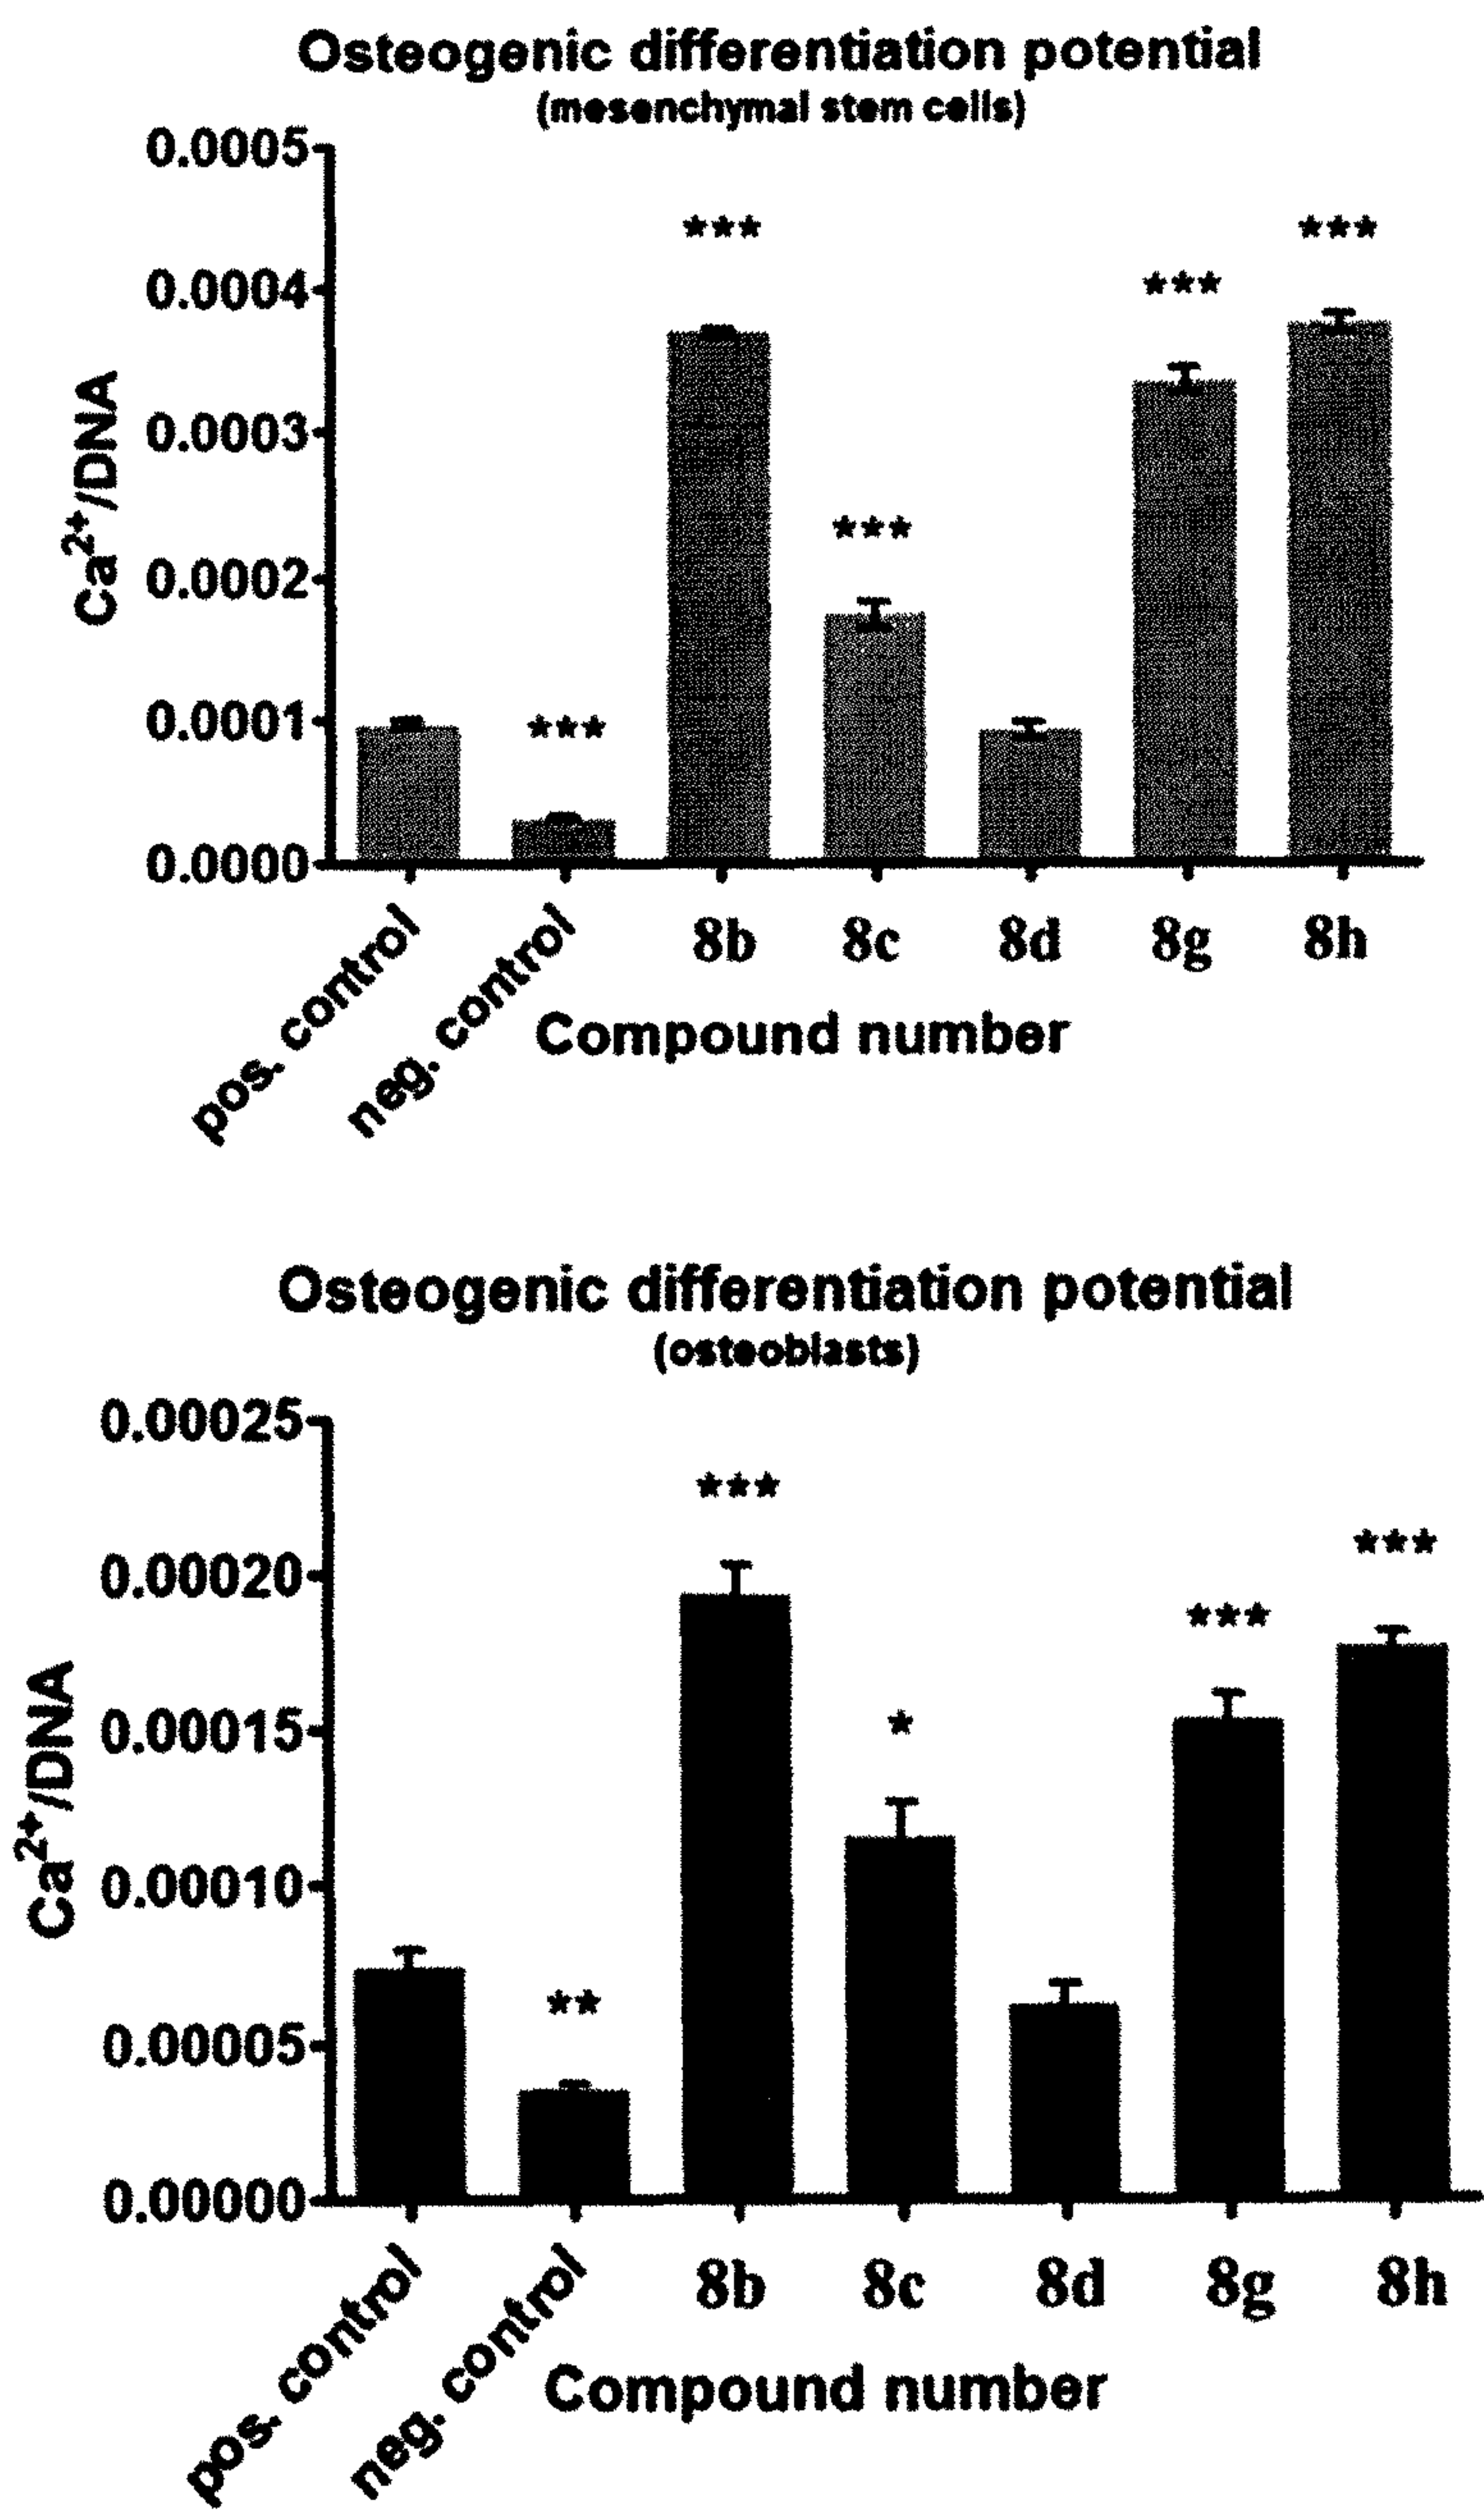 Osteogenic differentiation potential
(mesenchymal stem cells)
0.0005
***
***
0.0004
***
0.0003
***
0.0002
0.0001
***
0.0000
Ca2+/DNA
pos. control
neg. control
8b
8c
8d
8g
8h
Compound number
Osteogenic differentiation potential
(osteoblasts)
0.00025
***
***
0.00020
***
0.00015
*
0.00010
**
0.00005
0.00000
Ca2+/DNA
pos. control
neg. control
8b
8c
8d
8g
8h
Compound number